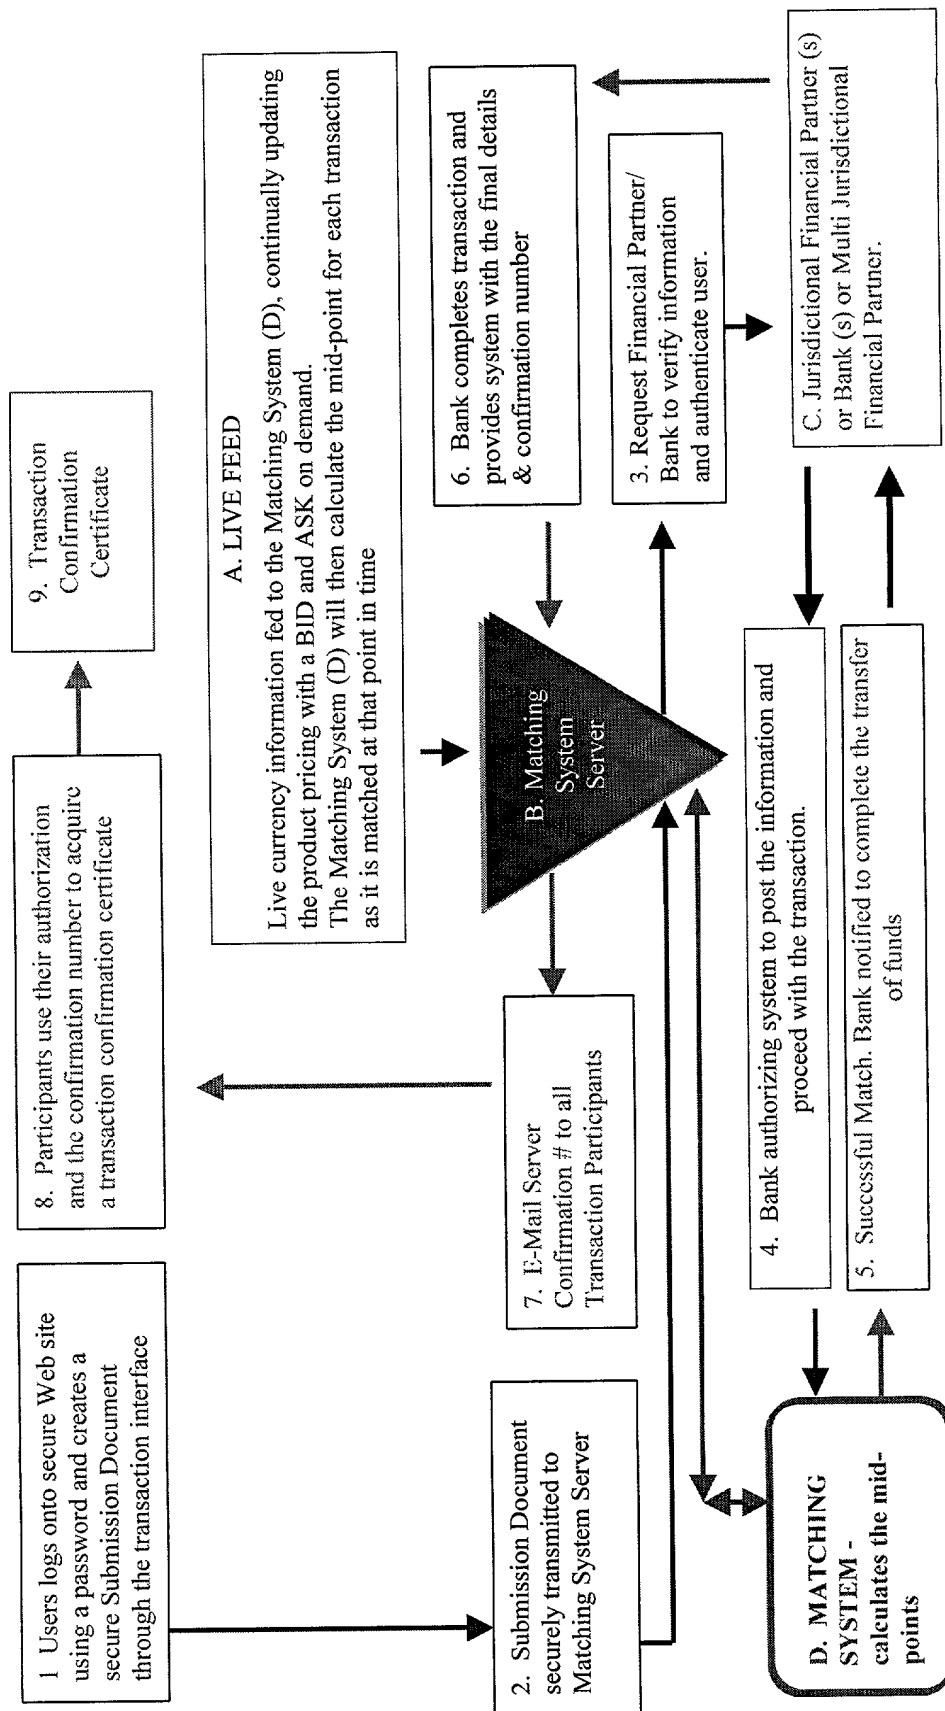 1 Users logs onto secure Web site
using a password and creates a
secure Submission Document
through the transaction interface
8. Participants use their authorization
and the confirmation number to acquire
a transaction confirmation certificate
9. Transaction
Confirmation
Certificate
A. LIVE FEED
Live currency information fed to the Matching System (D), continually updating
the product pricing with a BID and ASK on demand.
The Matching System (D) will then calculate the mid-point for each transaction
as it is matched at that point in time
2. Submission Document
securely transmitted to
Matching System Server
7. E-Mail Server
Confirmation # to all
Transaction Participants
B. Matching
System
Server
6. Bank completes transaction and
provides system with the final details
& confirmation number
3. Request Financial Partner/
Bank to verify information
and authenticate user.
D. MATCHING
SYSTEM -
calculates the mid-
points
4. Bank authorizing system to post the information and
proceed with the transaction.
5. Successful Match. Bank notified to complete the transfer
of funds
C. Jurisdictional Financial Partner (s)
or Bank (s) or Multi Jurisdictional
Financial Partner.